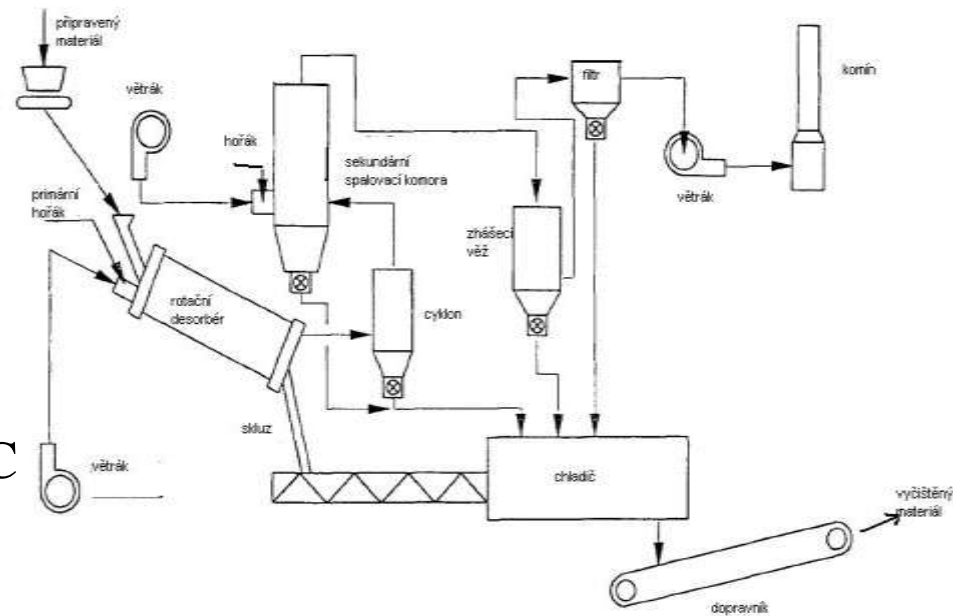 připravený
materiál
větrák
hořák
sekundární
spalovací komora
filtr
komín
větrák
primární
hořák
zhášecí
věž
rotační
desorbér
cyklon
skluz
C
větrák
chladič
vyčištěný
materiál
dopravník